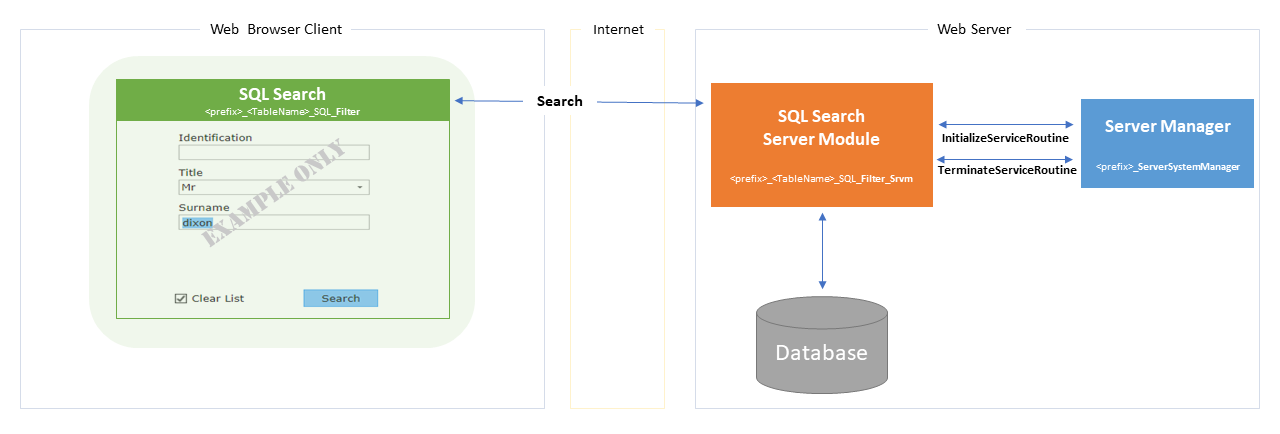 Web Browser Client
Internet
Web Server
SQL Search
<prefix>_<TableName>_SQL_Filter
Identification
Title
Mr
Surname
dixon
EXAMPLE ONLY
Clear List
Search
Search
SQL Search
Server Module
<prefix>_<TableName>_SQL_Filter_Srvm
InitializeServiceRoutine
TerminateServiceRoutine
Server Manager
<prefix>_ServerSystemManager
Database